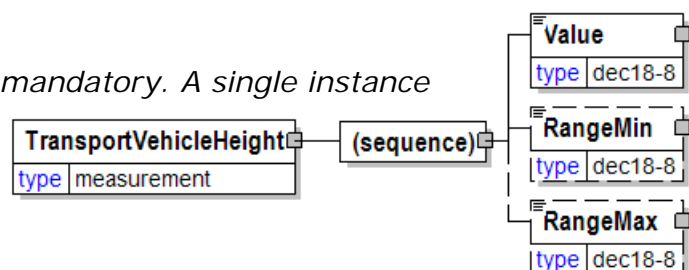 Value
type dec18-8
mandatory. A single instance
RangeMin
TransportVehicleHeight
(sequence)
type dec18-8
type measurement
RangeMax
type dec18-8